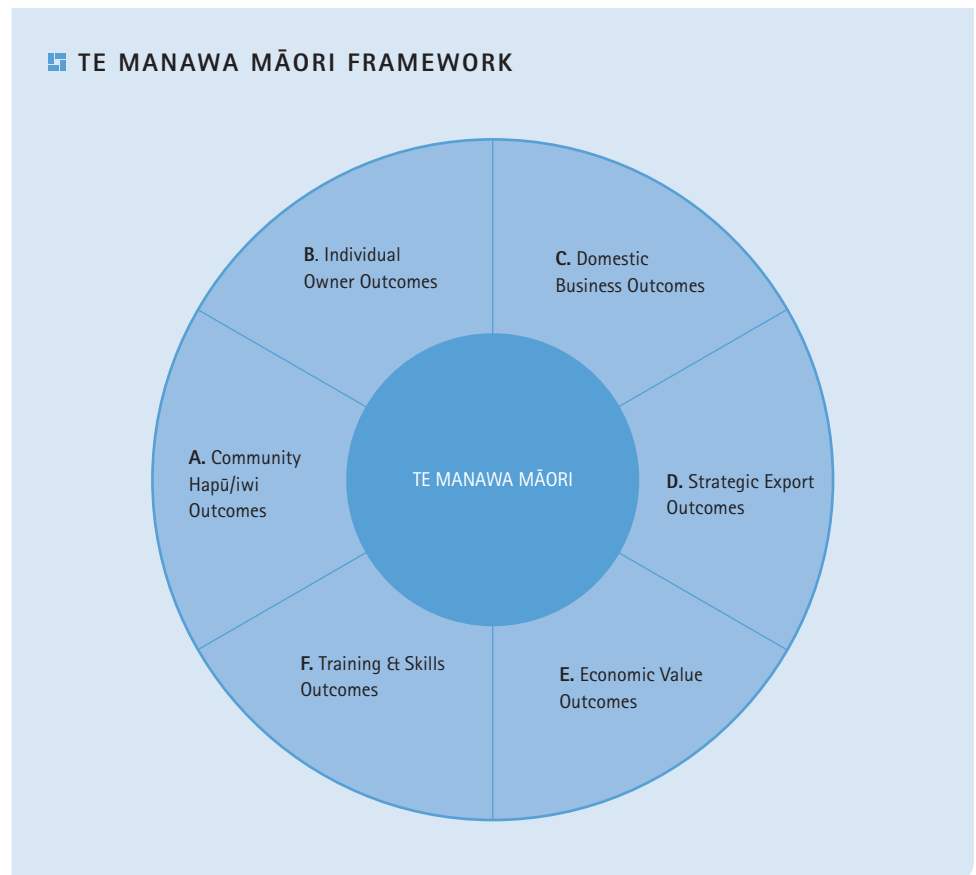 TE MANAWA MĀORI FRAMEWORK
B. Individual
Owner Outcomes
C. Domestic
Business Outcomes
A. Community
Hapū/iwi
Outcomes
TE MANAWA MĀORI
D. Strategic Export
Outcomes
F. Training & Skills
Outcomes
E. Economic Value
Outcomes